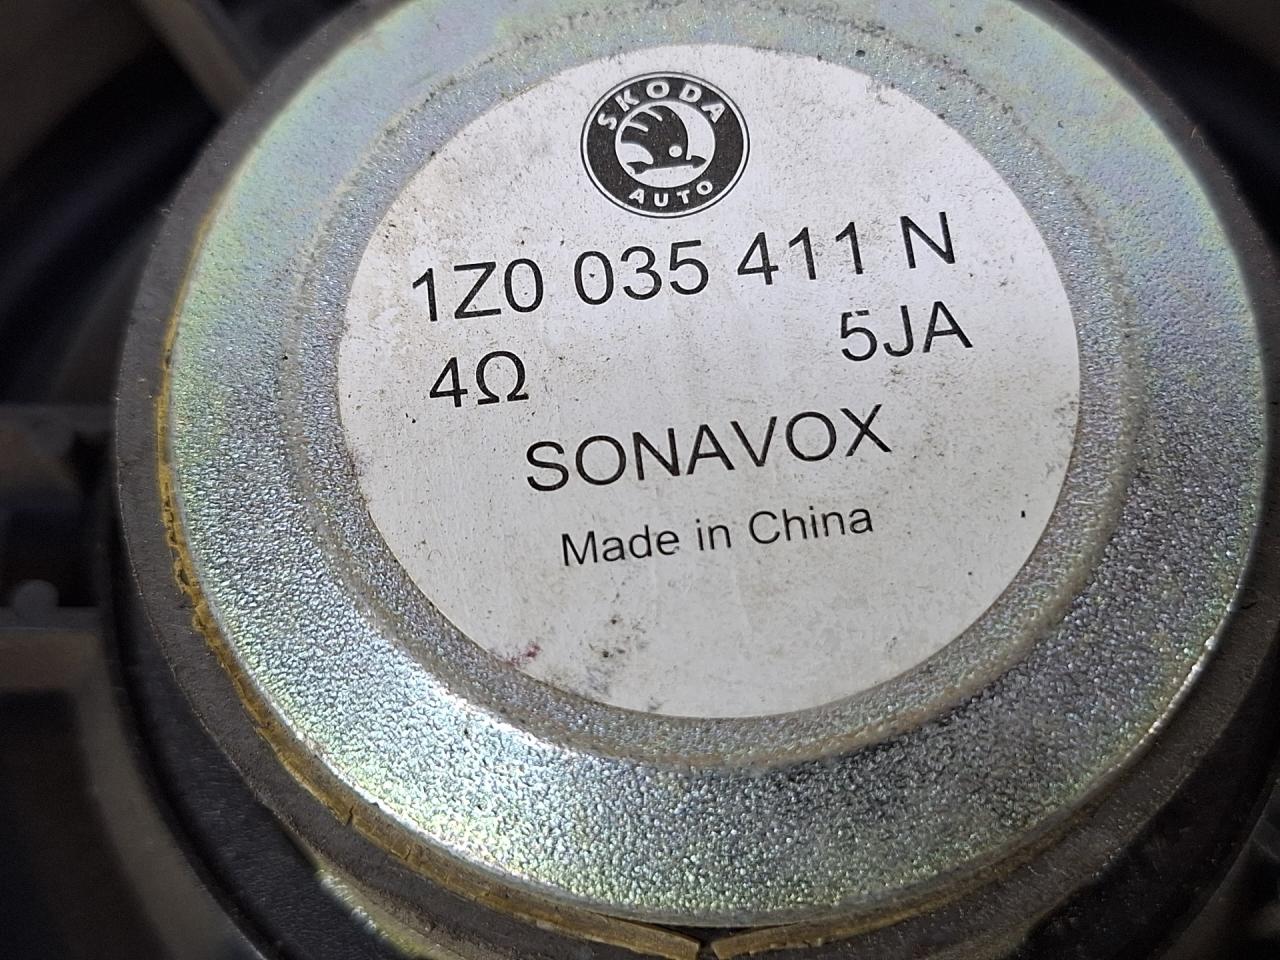 SKODA
AUTO
1Z0 035 411 N
4Ω 5JA
SONAVOX
Made in China